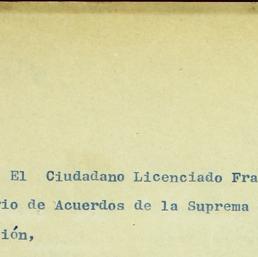 El Ciudadano Licenciado Fra
rio de Acuerdos de la Suprema
ión,